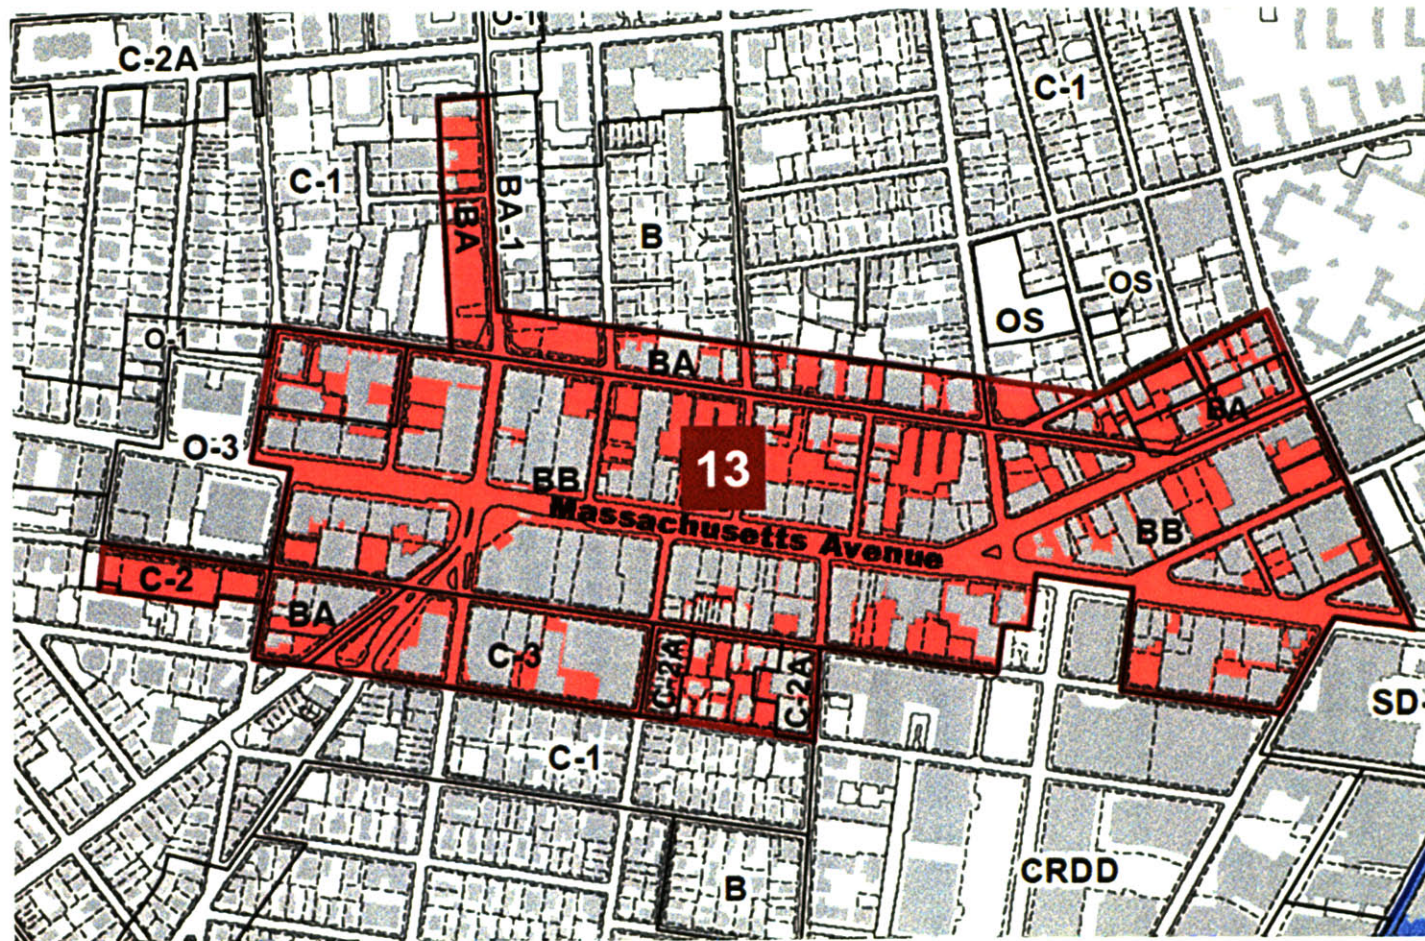 O-1
C-2A
C-1
C-1
BA
BA-1
B
OS
OS
O-1
BA
BA
O-3
13
BB
Massachusetts Avenue
BB
C-2
BA
C-3
C-2A
C-2A
SD-
C-1
CRDD
B